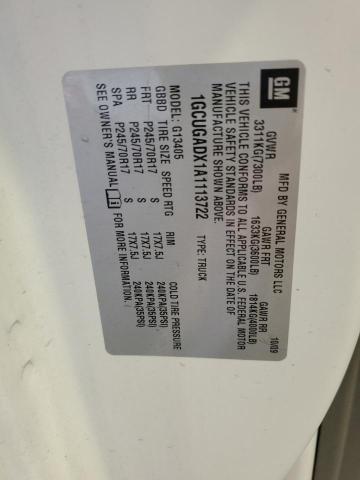 GM
MFD BY GENERAL MOTORS LLC 10/09
GVWR GAWR FRT GAWR RR
3311KG(7300LB) 1633KG(3600LB) 1814KG(4000LB)
THIS VEHICLE CONFORMS TO ALL APPLICABLE U.S. FEDERAL MOTOR
VEHICLE SAFETY STANDARDS IN EFFECT ON THE DATE OF
MANUFACTURE SHOWN ABOVE.
1GCUGADX1A1113722 TYPE: TRUCK
MODEL: G13405
GBBD TIRE SIZE SPEED RTG RIM COLD TIRE PRESSURE
FRT P245/70R17 S 17X7.5J 240KPA(35PSI)
RR P245/70R17 S 17X7.5J 240KPA(35PSI)
SPA P245/70R17 S 17X7.5J 240KPA(35PSI)
SEE OWNER'S MANUAL FOR MORE INFORMATION.